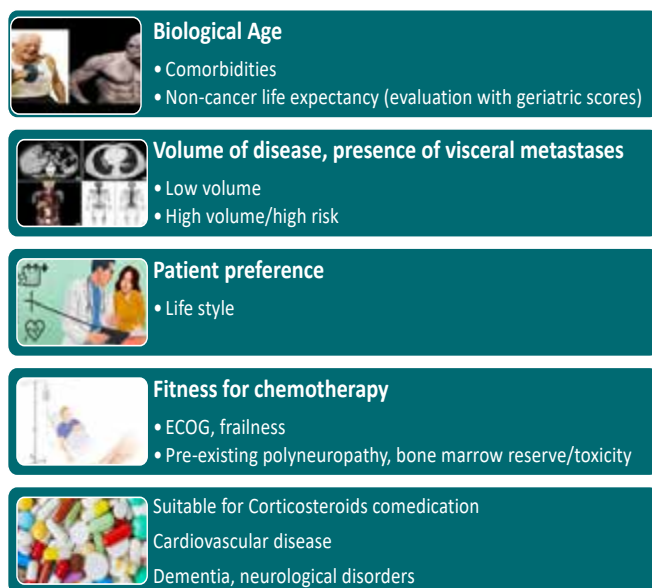 Biological Age
• Comorbidities
• Non-cancer life expectancy (evaluation with geriatric scores)
Volume of disease, presence of visceral metastases
• Low volume
• High volume/high risk
Patient preference
• Life style
Fitness for chemotherapy
• ECOG, frailness
• Pre-existing polyneuropathy, bone marrow reserve/toxicity
Suitable for Corticosteroids comedication
Cardiovascular disease
Dementia, neurological disorders